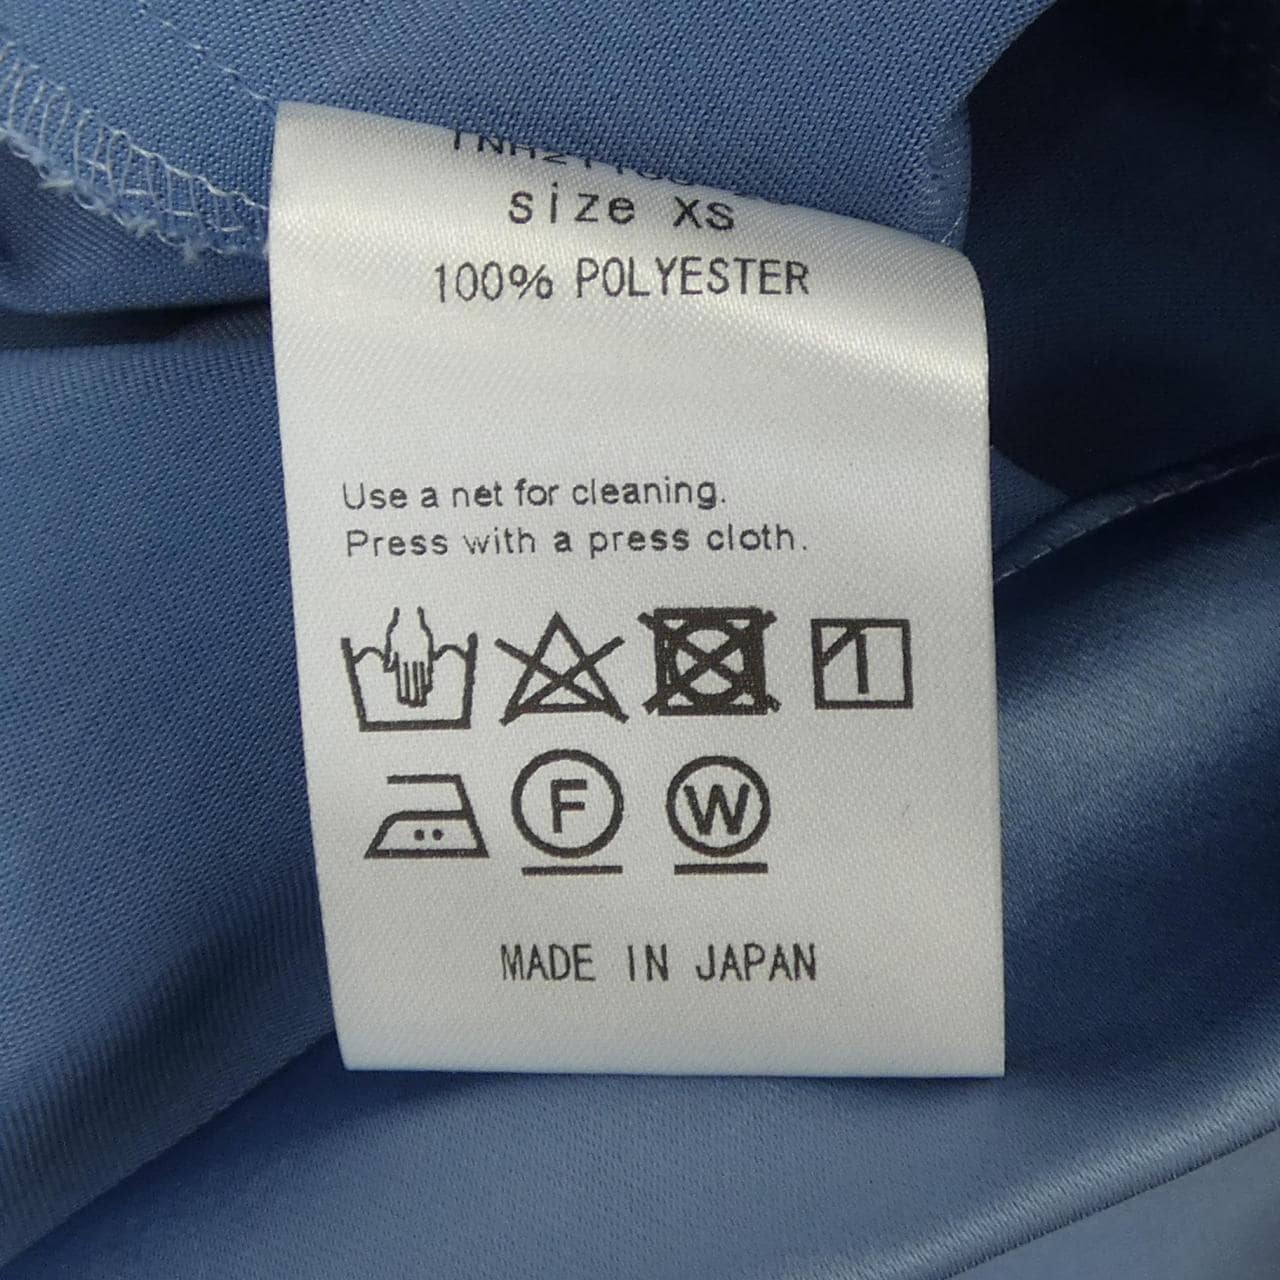 size XS
100% POLYESTER
Use a net for cleaning.
Press with a press cloth.
F
W
MADE IN JAPAN